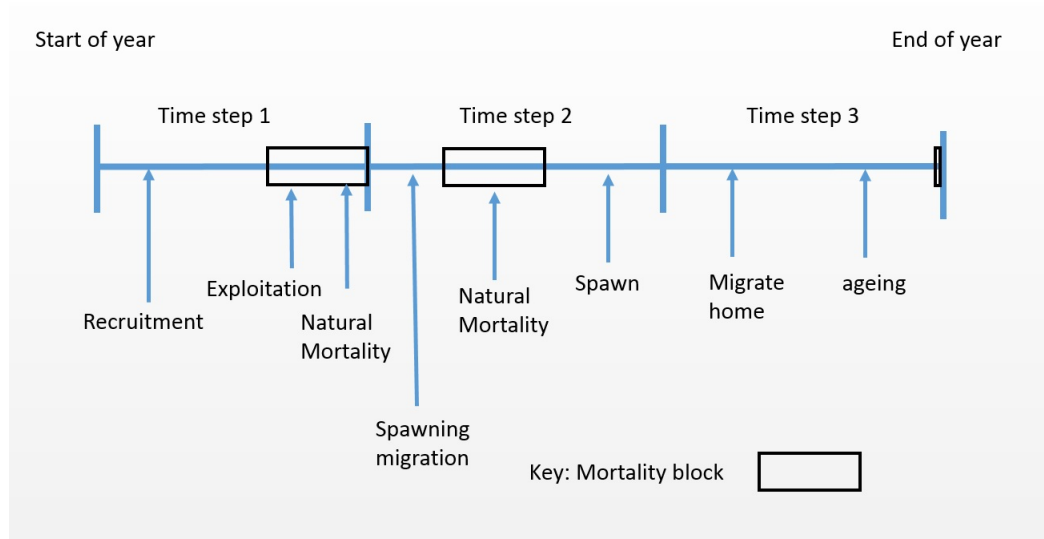 Start of year
End of year
Time step 1
Time step 2
Time step 3
Recruitment
Exploitation
Natural
Mortality
Spawning
migration
Natural
Mortality
Spawn
Migrate
home
ageing
Key: Mortality block